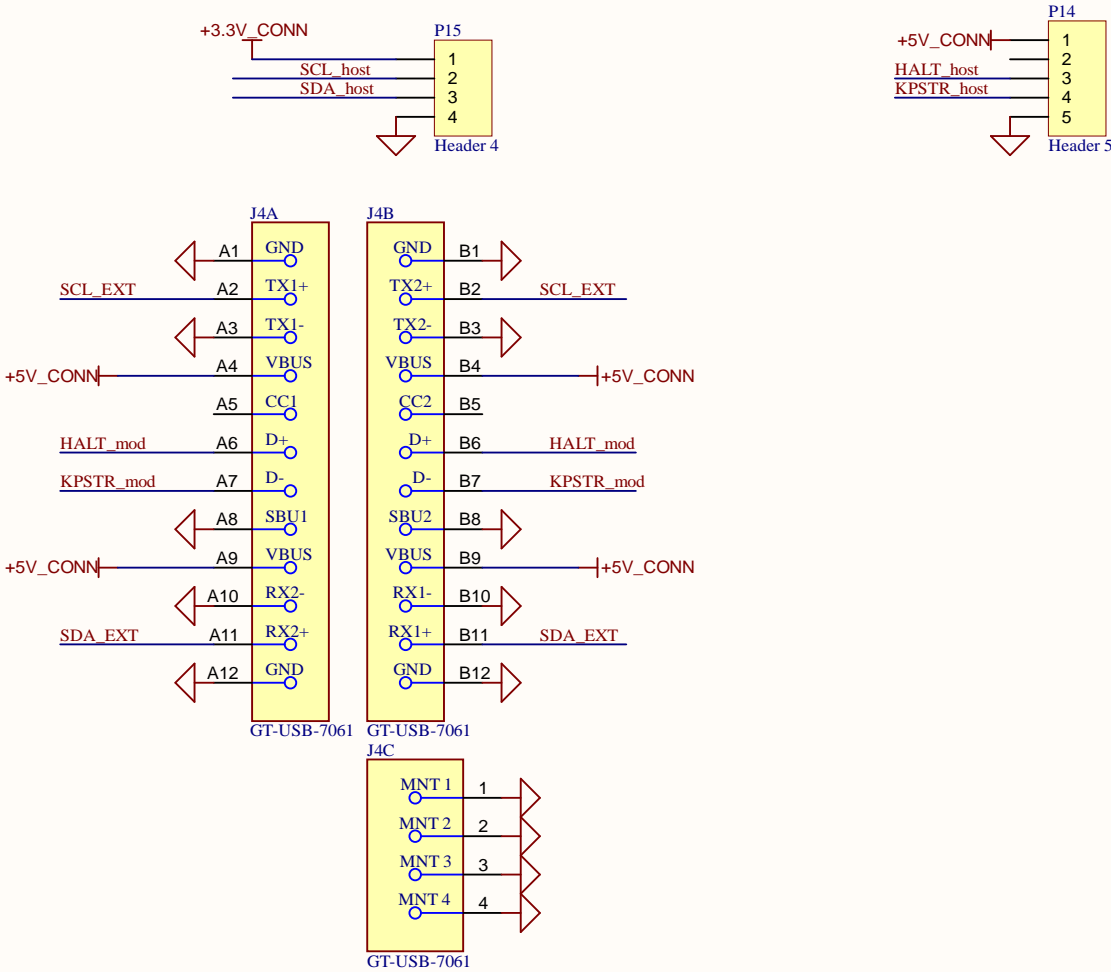 P14
+3.3V_CONN P15
+5V_CONN 1
1 2
SCL_host 2 HALT_host 3
SDA_host 3 KPSTR_host 4
4 5
Header 4 Header 5
J4A J4B
A1 GND GND B1
SCL_EXT A2 TX1+ TX2+ B2 SCL_EXT
A3 TX1- TX2- B3
+5V_CONN A4 VBUS VBUS B4 +5V_CONN
A5 CC1 CC2 B5
HALT_mod A6 D+ D+ B6 HALT_mod
KPSTR_mod A7 D- D- B7 KPSTR_mod
A8 SBU1 SBU2 B8
+5V_CONN A9 VBUS VBUS B9 +5V_CONN
A10 RX2- RX1- B10
SDA_EXT A11 RX2+ RX1+ B11 SDA_EXT
A12 GND GND B12
GT-USB-7061 GT-USB-7061
J4C
MNT 1 1
MNT 2 2
MNT 3 3
MNT 4 4
GT-USB-7061